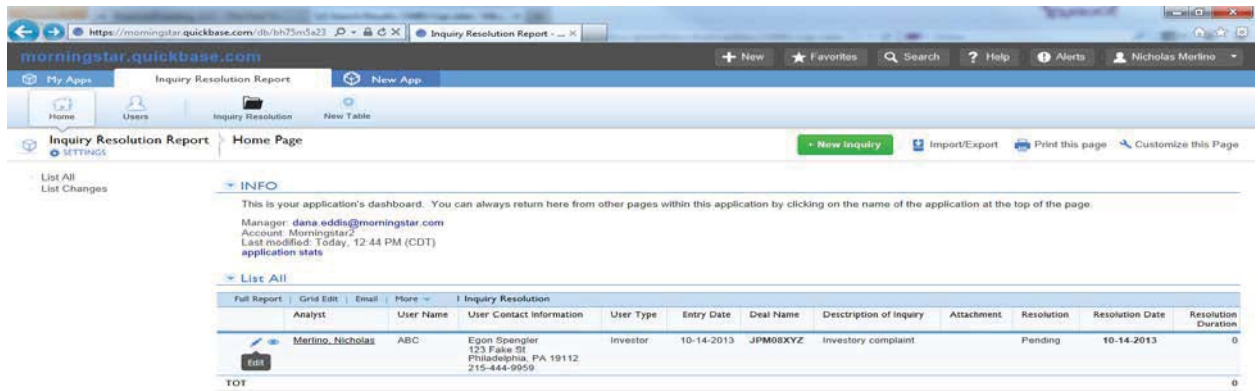 https://morningstar.quickbase.com/db/bh75m5a23
Inquiry Resolution Report - ...
morningstar.quickbase.com
New Favorites Search ? Help Alerts Nicholas Merlino
My Apps Inquiry Resolution Report New App
Home Users Inquiry Resolution New Table
Inquiry Resolution Report Home Page
SETTINGS
+ New Inquiry Import/Export Print this page Customize this Page
List All
List Changes
INFO
This is your application's dashboard. You can always return here from other pages within this application by clicking on the name of the application at the top of the page.
Manager: dana.eddis@morningstar.com
Account: Morningstar2
Last modified: Today, 12:44 PM (CDT)
application stats
List All
Full Report | Grid Edit | Email | More | Inquiry Resolution
Analyst User Name User Contact Information User Type Entry Date Deal Name Desctription of Inquiry Attachment Resolution Resolution Date Resolution Duration
Merlino, Nicholas ABC Egon Spengler Investor 10-14-2013 JPM08XYZ Investory complaint Pending 10-14-2013 0
123 Fake St
Philadelphia, PA 19112
215-444-9959
Edit
TOT 0